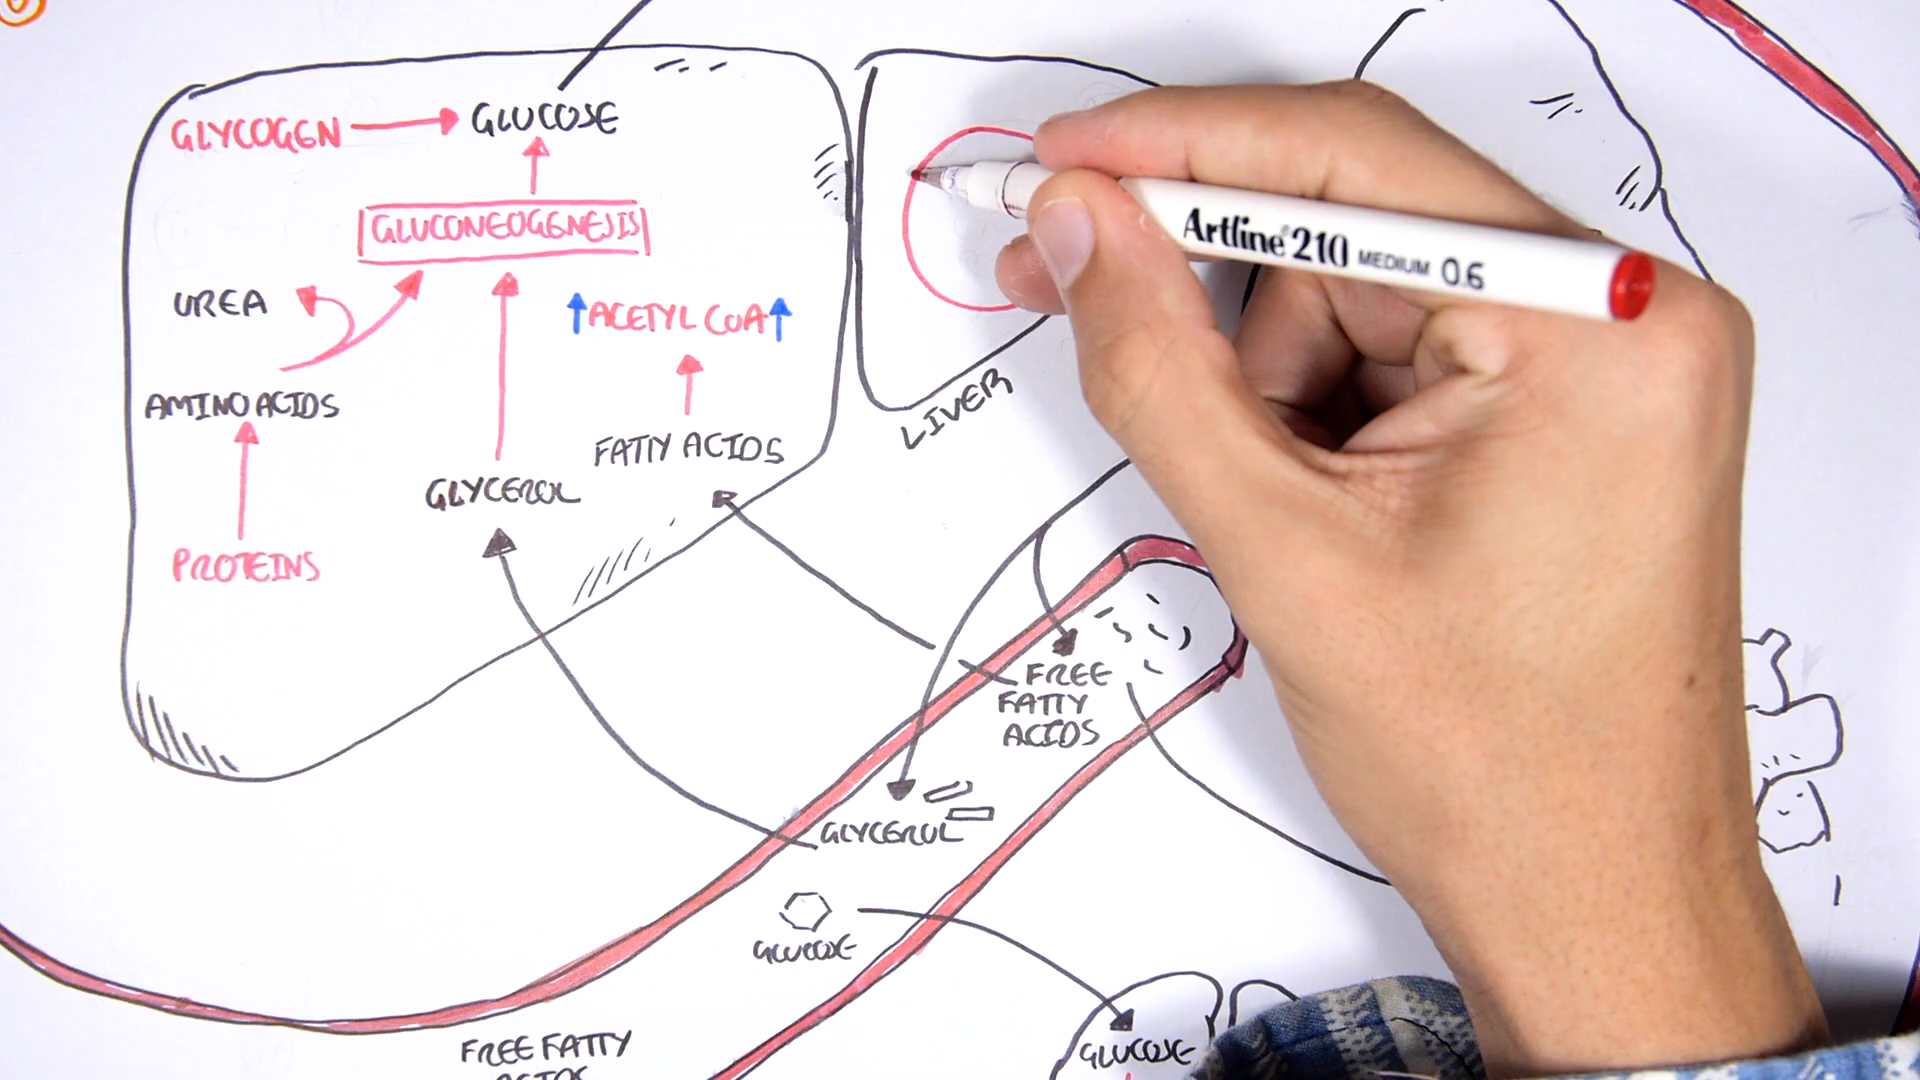 GLYCOGEN GLUCOSE
GLUCONEOGENESIS
UREA
ACETYL COA
AMINO ACIDS
FATTY ACIDS
GLYCEROL
PROTEINS
LIVER
Artline 210 MEDIUM 0.6
FREE
FATTY
ACIDS
GLYCEROL
GLUCOSE
FREE FATTY
ACIDS
GLUCOSE